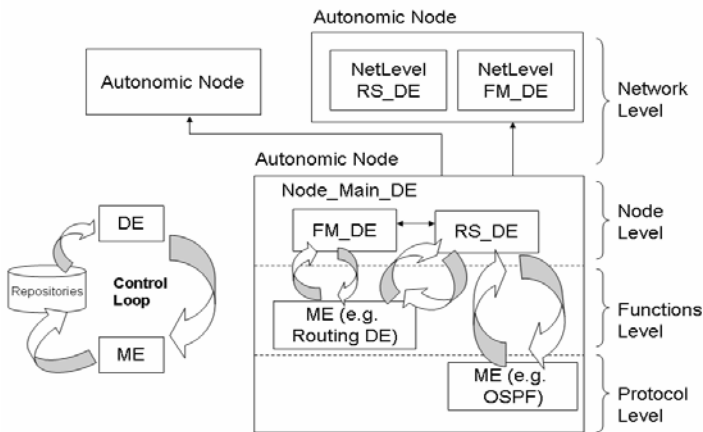 Autonomic Node
Autonomic Node
NetLevel
RS_DE
NetLevel
FM_DE
Network
Level
Autonomic Node
Node_Main_DE
FM_DE
RS_DE
Node
Level
DE
Repositories
Control
Loop
ME
ME (e.g.
Routing DE)
Functions
Level
ME (e.g.
OSPF)
Protocol
Level